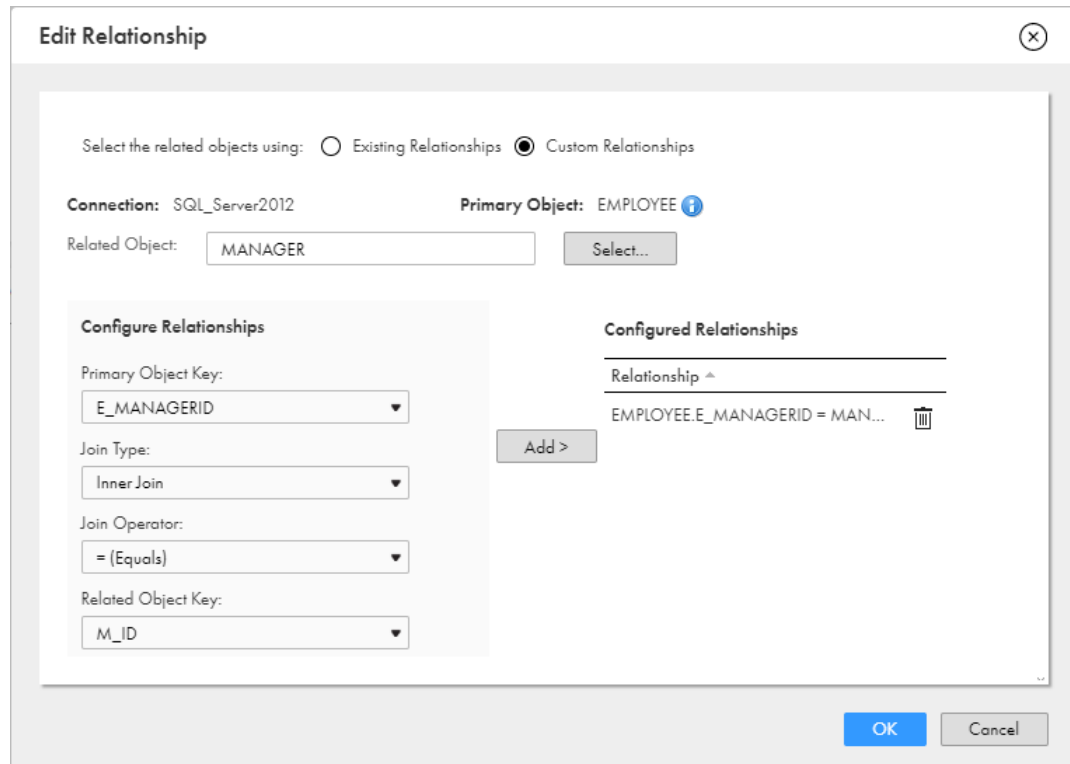 Edit Relationship
Select the related objects using: Existing Relationships Custom Relationships
Connection: SQL_Server2012 Primary Object: EMPLOYEE
Related Object: MANAGER Select...
Configure Relationships
Primary Object Key:
E_MANAGERID
Join Type:
Inner Join
Join Operator:
= (Equals)
Related Object Key:
M_ID
Add >
Configured Relationships
Relationship
EMPLOYEE.E_MANAGERID = MAN...
OK Cancel